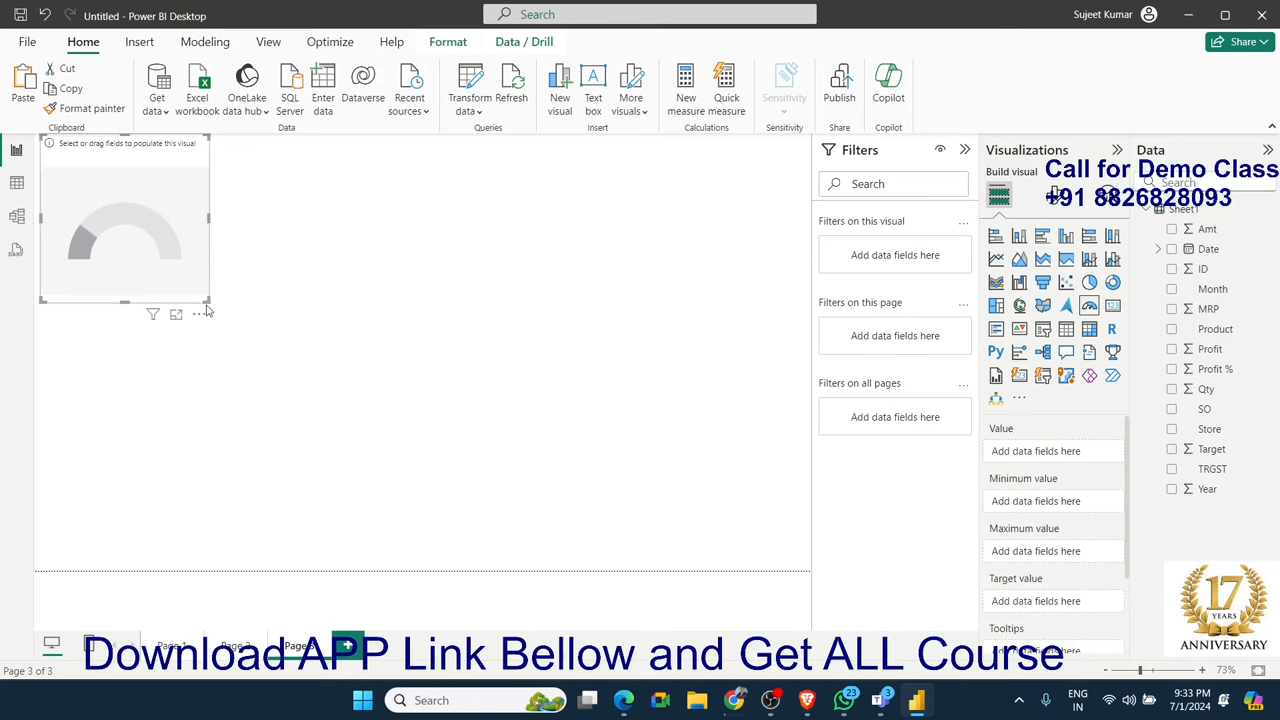 Untitled - Power BI Desktop
Search
Sujeet Kumar
File
Home
Insert
Modeling
View
Optimize
Help
Format
Data / Drill
Share
Paste
Cut
Copy
Format painter
Clipboard
Get data
Excel workbook
OneLake data hub
SQL Server
Enter data
Dataverse
Recent sources
Data
Transform data
Refresh
Queries
New visual
Text box
More visuals
Insert
New measure
Quick measure
Calculations
Sensitivity
Sensitivity
Publish
Share
Copilot
Copilot
Select or drag fields to populate this visual
Filters
Search
Filters on this visual
Add data fields here
Filters on this page
Add data fields here
Filters on all pages
Add data fields here
Visualizations
Build visual
Value
Add data fields here
Minimum value
Add data fields here
Maximum value
Add data fields here
Target value
Add data fields here
Tooltips
Data
Call for Demo Class
Search
+91 8826828093
Sheet1
Amt
Date
ID
Month
MRP
Product
Profit
Profit %
Qty
SO
Store
Target
TRGST
Year
17
YEARS
ANNIVERSARY
Download APP Link Bellow and Get ALL Course
Page 3 of 3
73%
Search
23
3
ENG
IN
9:33 PM
7/1/2024